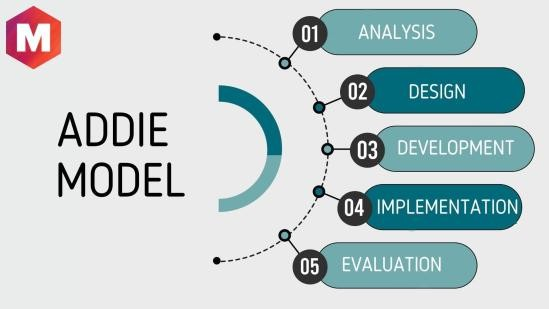 M
ADDIE
MODEL
01 ANALYSIS
02 DESIGN
03 DEVELOPMENT
04 IMPLEMENTATION
05 EVALUATION